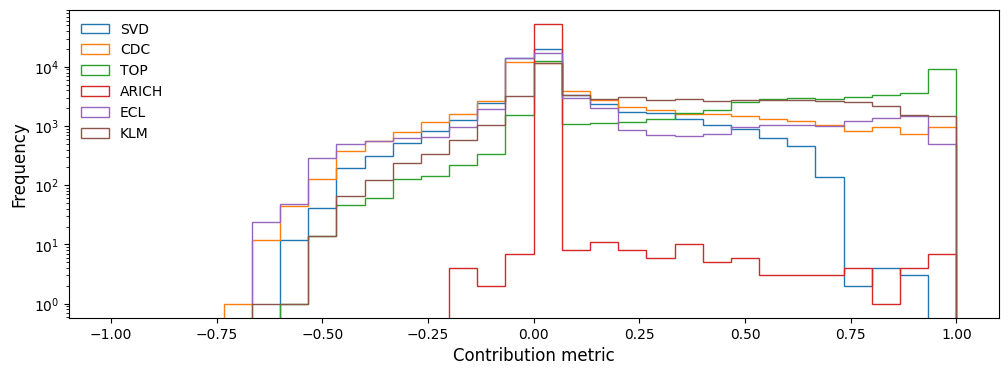 SVD
CDC
TOP
ARICH
ECL
KLM
Frequency
10⁴
10³
10²
10¹
10⁰
−1.00 −0.75 −0.50 −0.25 0.00 0.25 0.50 0.75 1.00
Contribution metric